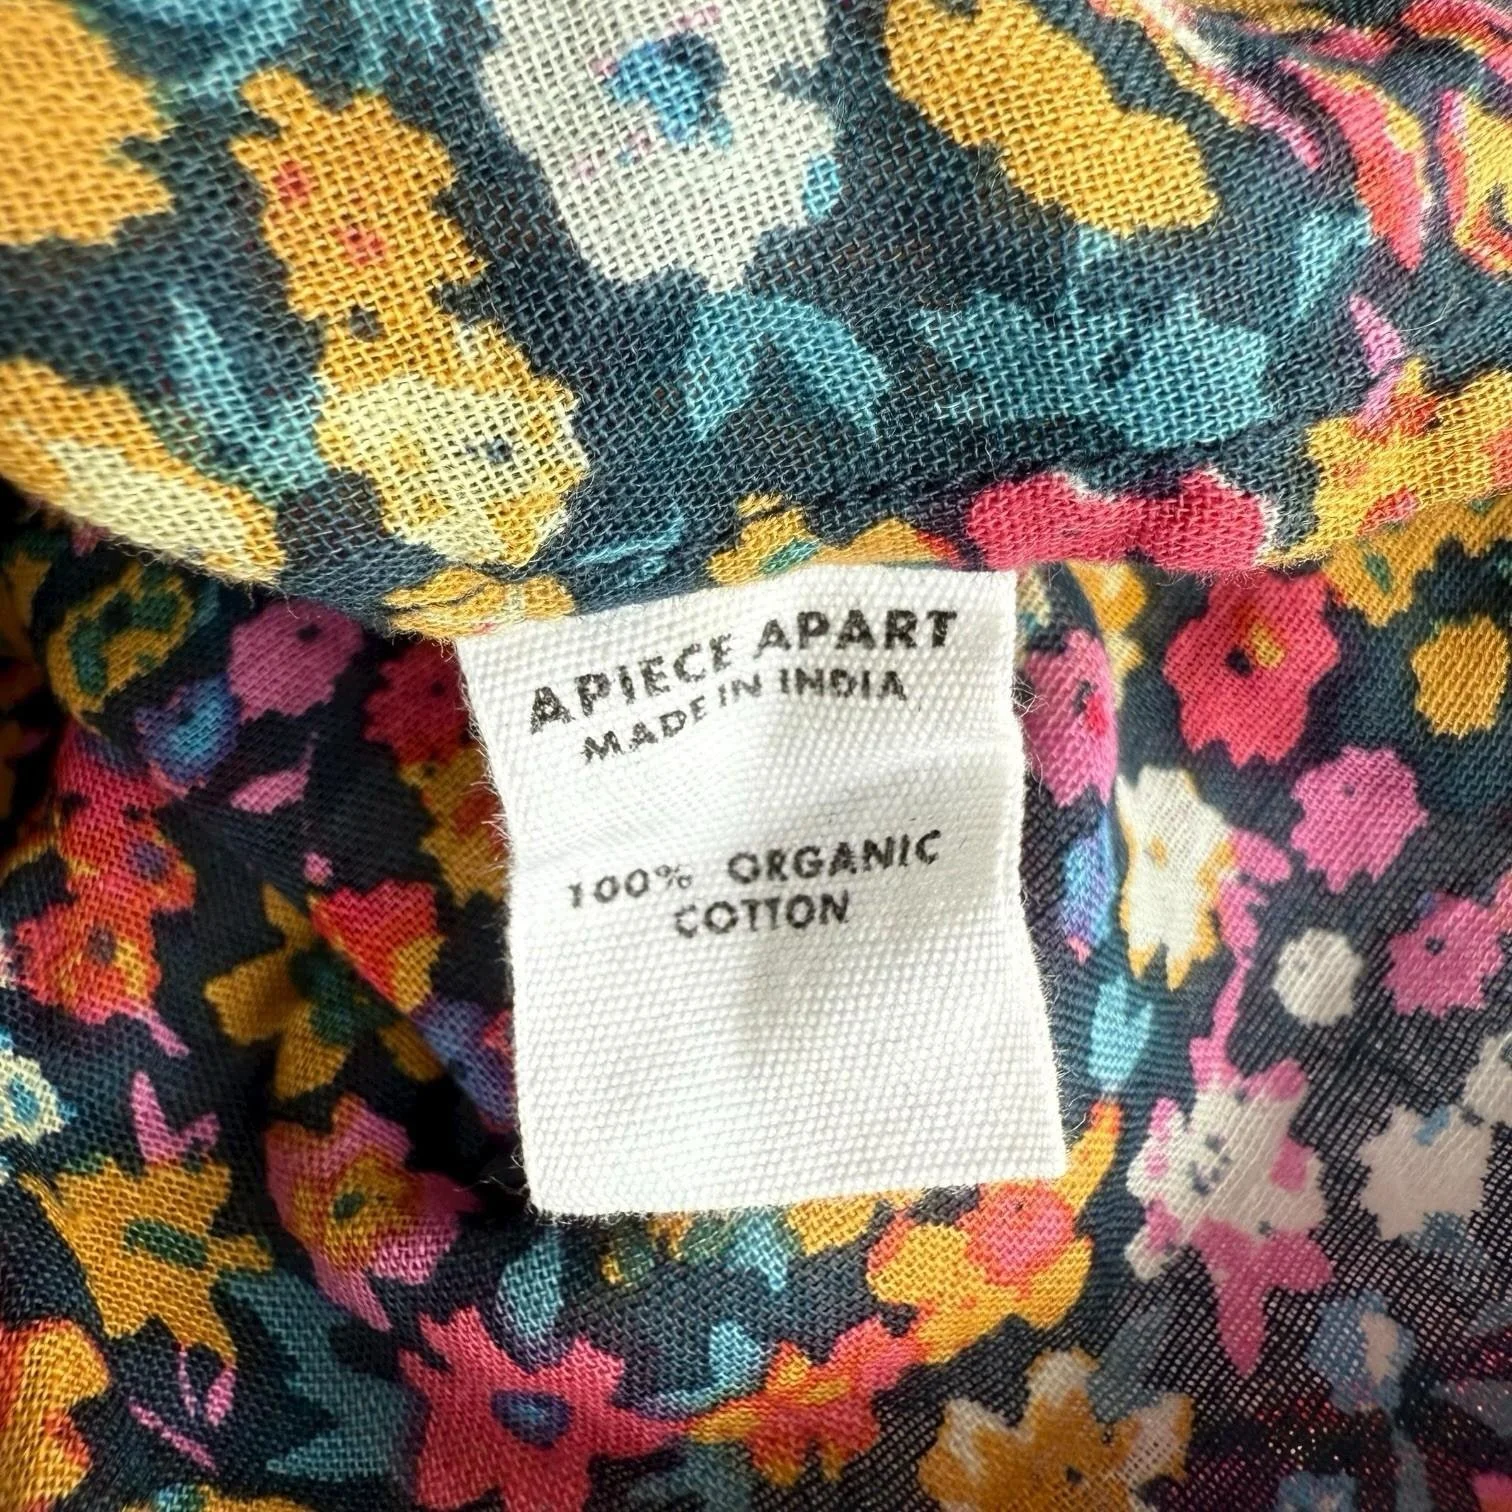 APIECE APART
MADE IN INDIA
100% ORGANIC
COTTON